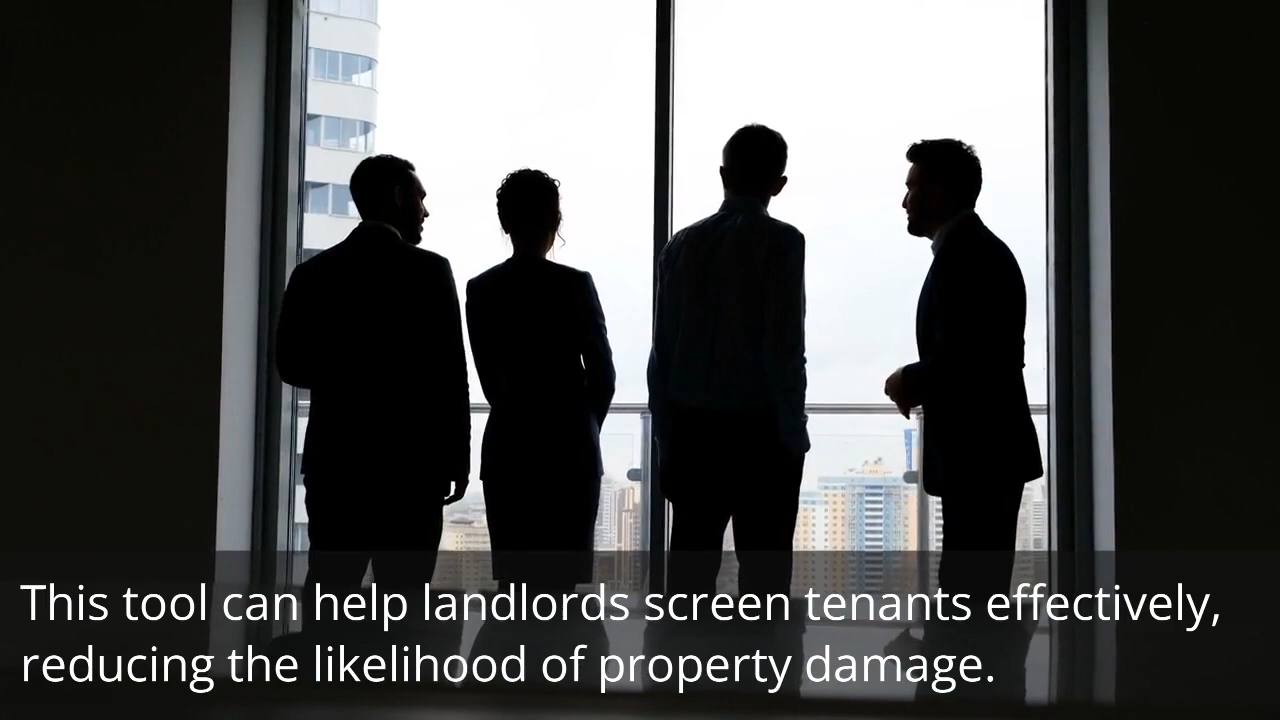 This tool can help landlords screen tenants effectively,
reducing the likelihood of property damage.